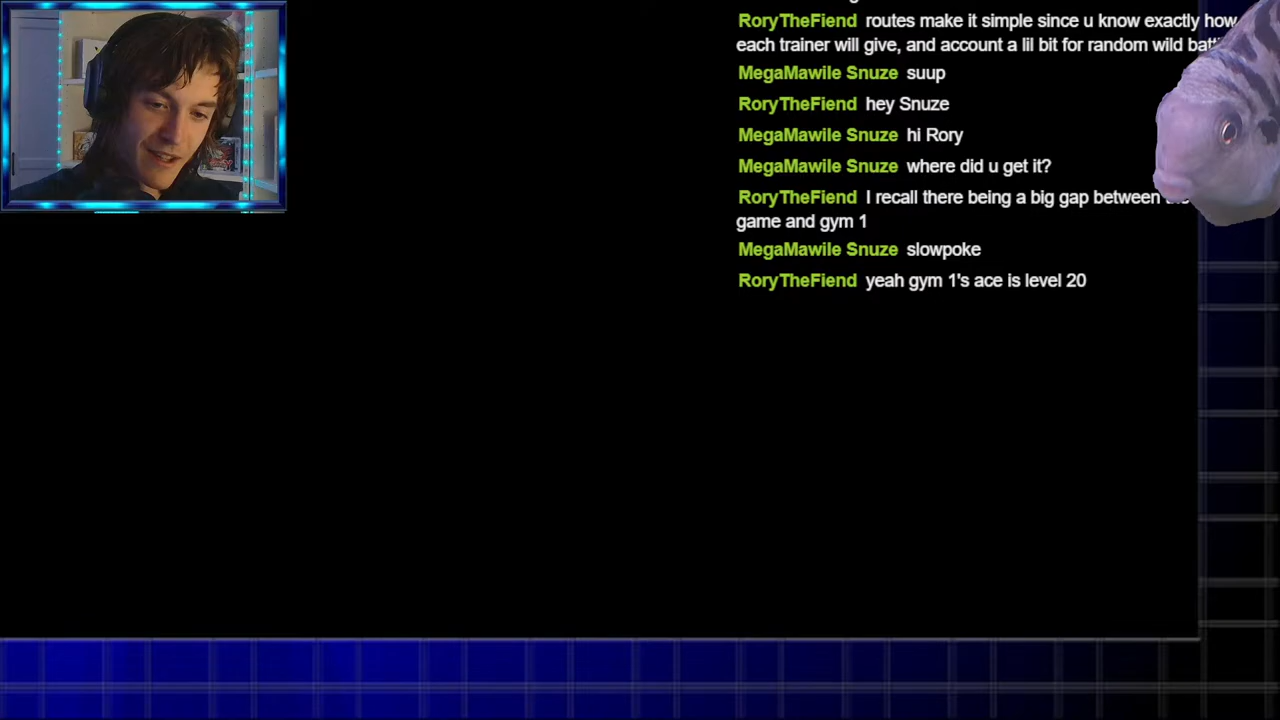 RoryTheFiend routes make it simple since u know exactly how
each trainer will give, and account a lil bit for random wild
MegaMawile Snuze suup
RoryTheFiend hey Snuze
MegaMawile Snuze hi Rory
MegaMawile Snuze where did u get it?
RoryTheFiend I recall there being a big gap between
game and gym 1
MegaMawile Snuze slowpoke
RoryTheFiend yeah gym 1's ace is level 20